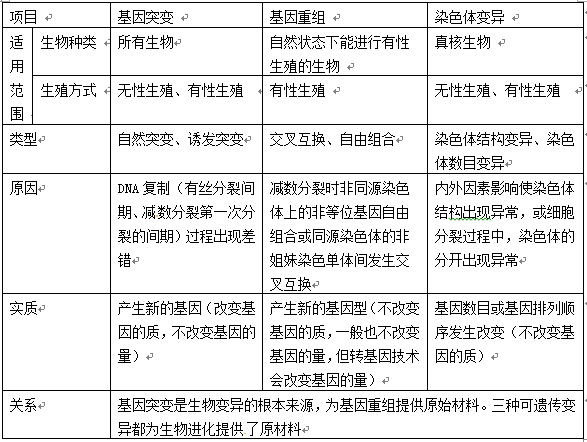 项目 基因突变 基因重组 染色体变异
适用范围 生物种类 所有生物 自然状态下能进行有性
生殖的生物 真核生物
生殖方式 无性生殖、有性生殖 有性生殖 无性生殖、有性生殖
类型 自然突变、诱发突变 交叉互换、自由组合 染色体结构变异、染色
体数目变异
原因 DNA 复制（有丝分裂间
期、减数分裂第一次分
裂的间期）过程出现差
错
减数分裂时非同源染色
体上的非等位基因自由
组合或同源染色体的非
姐妹染色单体间发生交
叉互换
内外因素影响使染色体
结构出现异常，或细胞
分裂过程中，染色体的
分开出现异常
实质 产生新的基因（改变基
因的质，不改变基因的
量）
产生新的基因型（不改变
基因的质，一般也不改变
基因的量，但转基因技术
会改变基因的量）
基因数目或基因排列顺
序发生改变（不改变基
因的质）
关系 基因突变是生物变异的根本来源，为基因重组提供原始材料。三种可遗传变
异都为生物进化提供了原材料